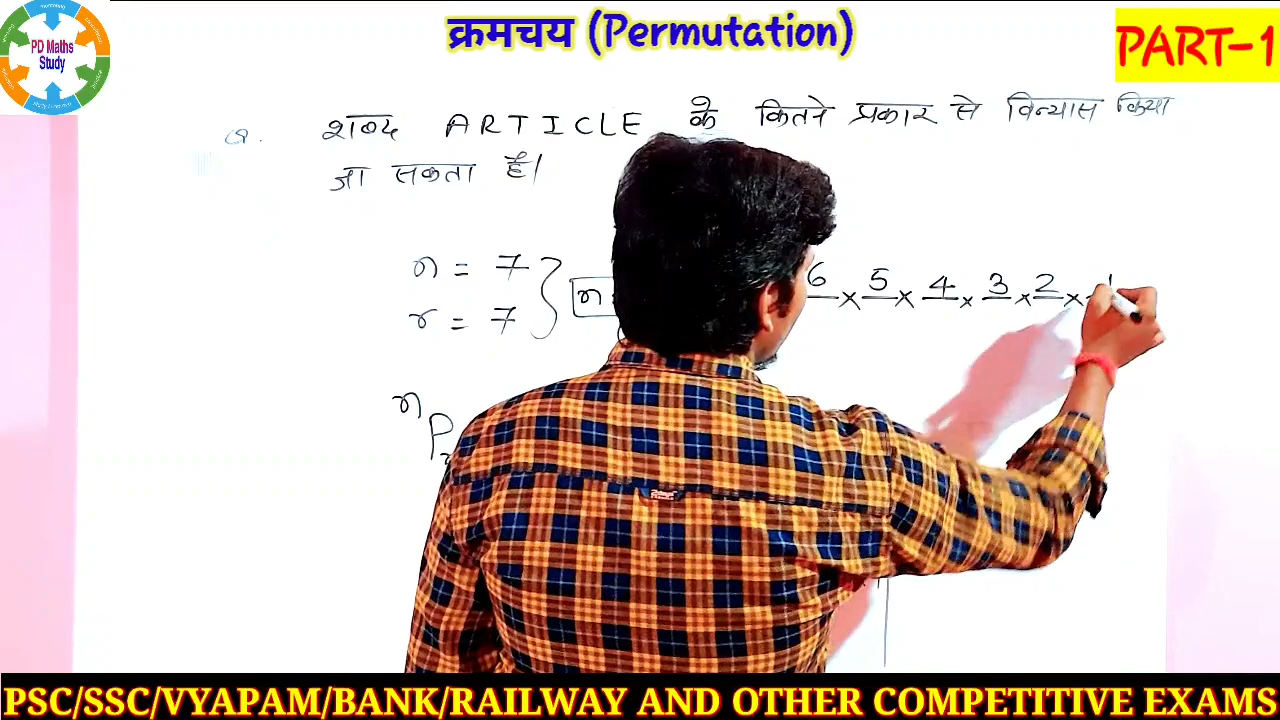 क्रमचय (Permutation)
PART-1
PD Maths
Study
Q. शब्द ARTICLE के कितने प्रकार से विन्यास किया
जा सकता है।
n = 7
r = 7
n
6 × 5 × 4 × 3 × 2 × 1
n
P
PSC/SSC/VYAPAM/BANK/RAILWAY AND OTHER COMPETITIVE EXAMS